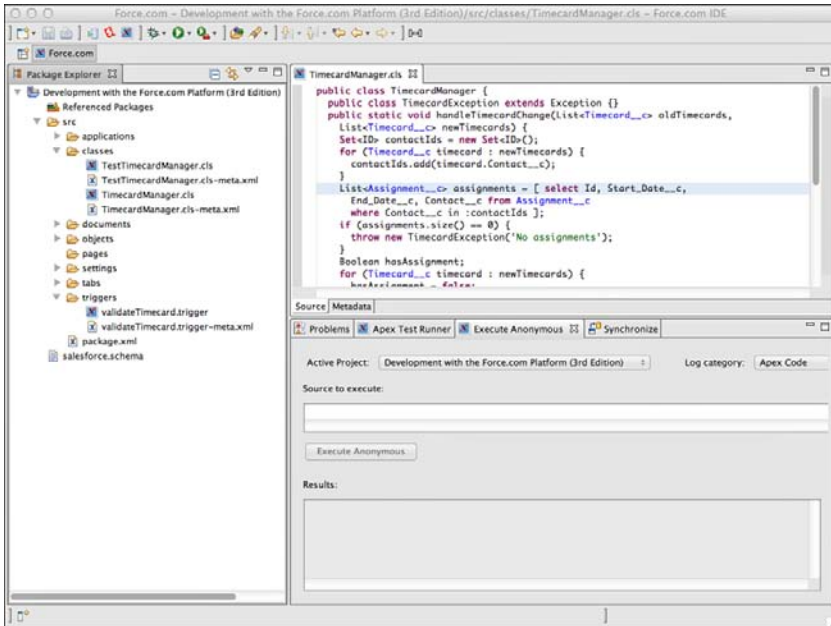 Force.com – Development with the Force.com Platform (3rd Edition)/src/classes/TimecardManager.cls – Force.com IDE
Force.com
Package Explorer
Development with the Force.com Platform (3rd Edition)
Referenced Packages
src
applications
classes
TestTimecardManager.cls
TestTimecardManager.cls-meta.xml
TimecardManager.cls
TimecardManager.cls-meta.xml
documents
objects
pages
settings
tabs
triggers
validateTimecard.trigger
validateTimecard.trigger-meta.xml
package.xml
salesforce.schema
TimecardManager.cls
public class TimecardManager {
public class TimecardException extends Exception {}
public static void handleTimecardChange(List<Timecard__c> oldTimecards,
List<Timecard__c> newTimecards) {
Set<ID> contactIds = new Set<ID>();
for (Timecard__c timecard : newTimecards) {
contactIds.add(timecard.Contact__c);
}
List<Assignment__c> assignments = [ select Id, Start_Date__c,
End_Date__c, Contact__c from Assignment__c
where Contact__c in :contactIds ];
if (assignments.size() == 0) {
throw new TimecardException('No assignments');
}
Boolean hasAssignment;
for (Timecard__c timecard : newTimecards) {
hasAssignment = false;
Source Metadata
Problems Apex Test Runner Execute Anonymous Synchronize
Active Project: Development with the Force.com Platform (3rd Edition) Log category: Apex Code
Source to execute:
Execute Anonymous
Results: